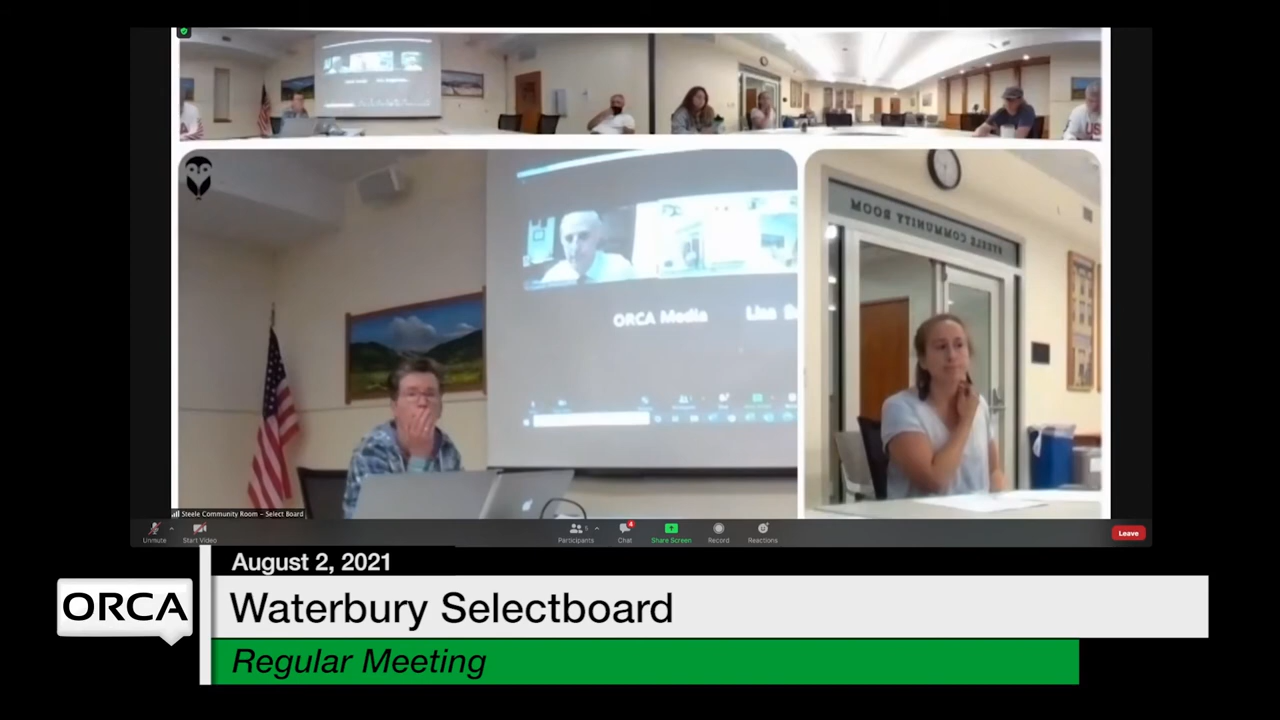 US
STEELE COMMUNITY ROOM
ORCA Media
Steele Community Room - Select Board
Unmute
Start Video
Participants
Chat
Share Screen
Record
Reactions
Leave
August 2, 2021
ORCA
Waterbury Selectboard
Regular Meeting